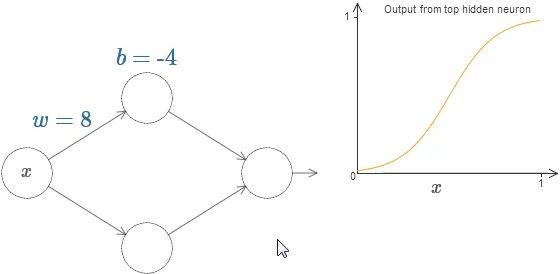 b = -4
w = 8
x
Output from top hidden neuron
1
0
x
1